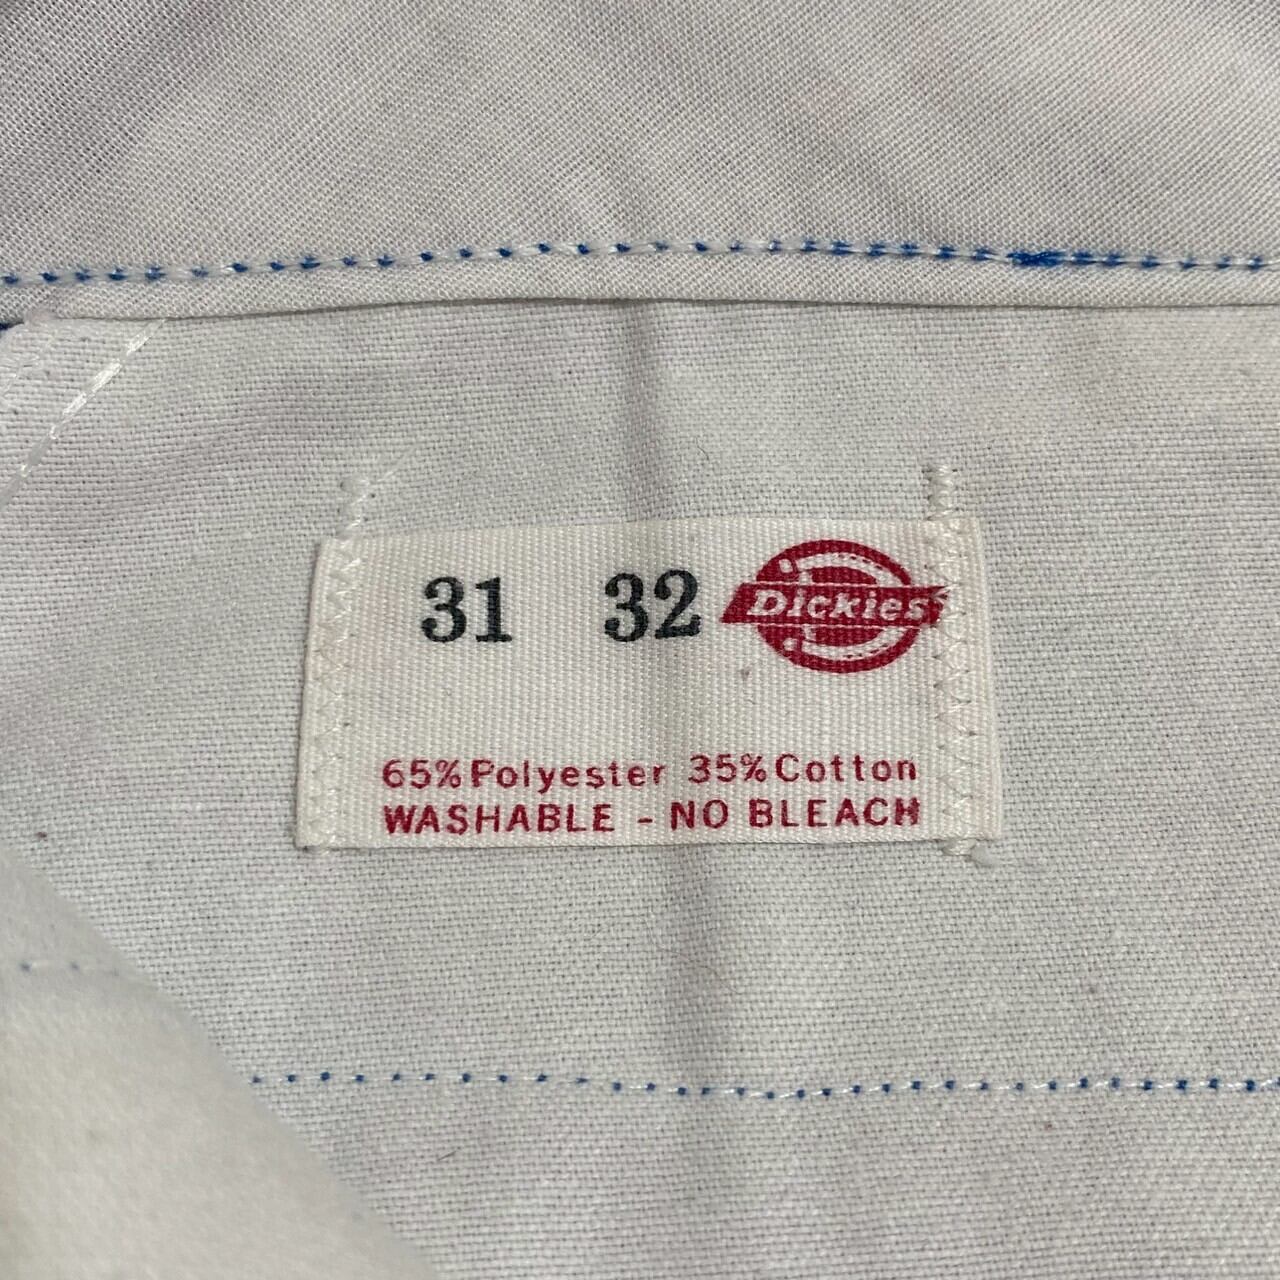 31 32 Dickies
65% Polyester 35% Cotton
WASHABLE - NO BLEACH